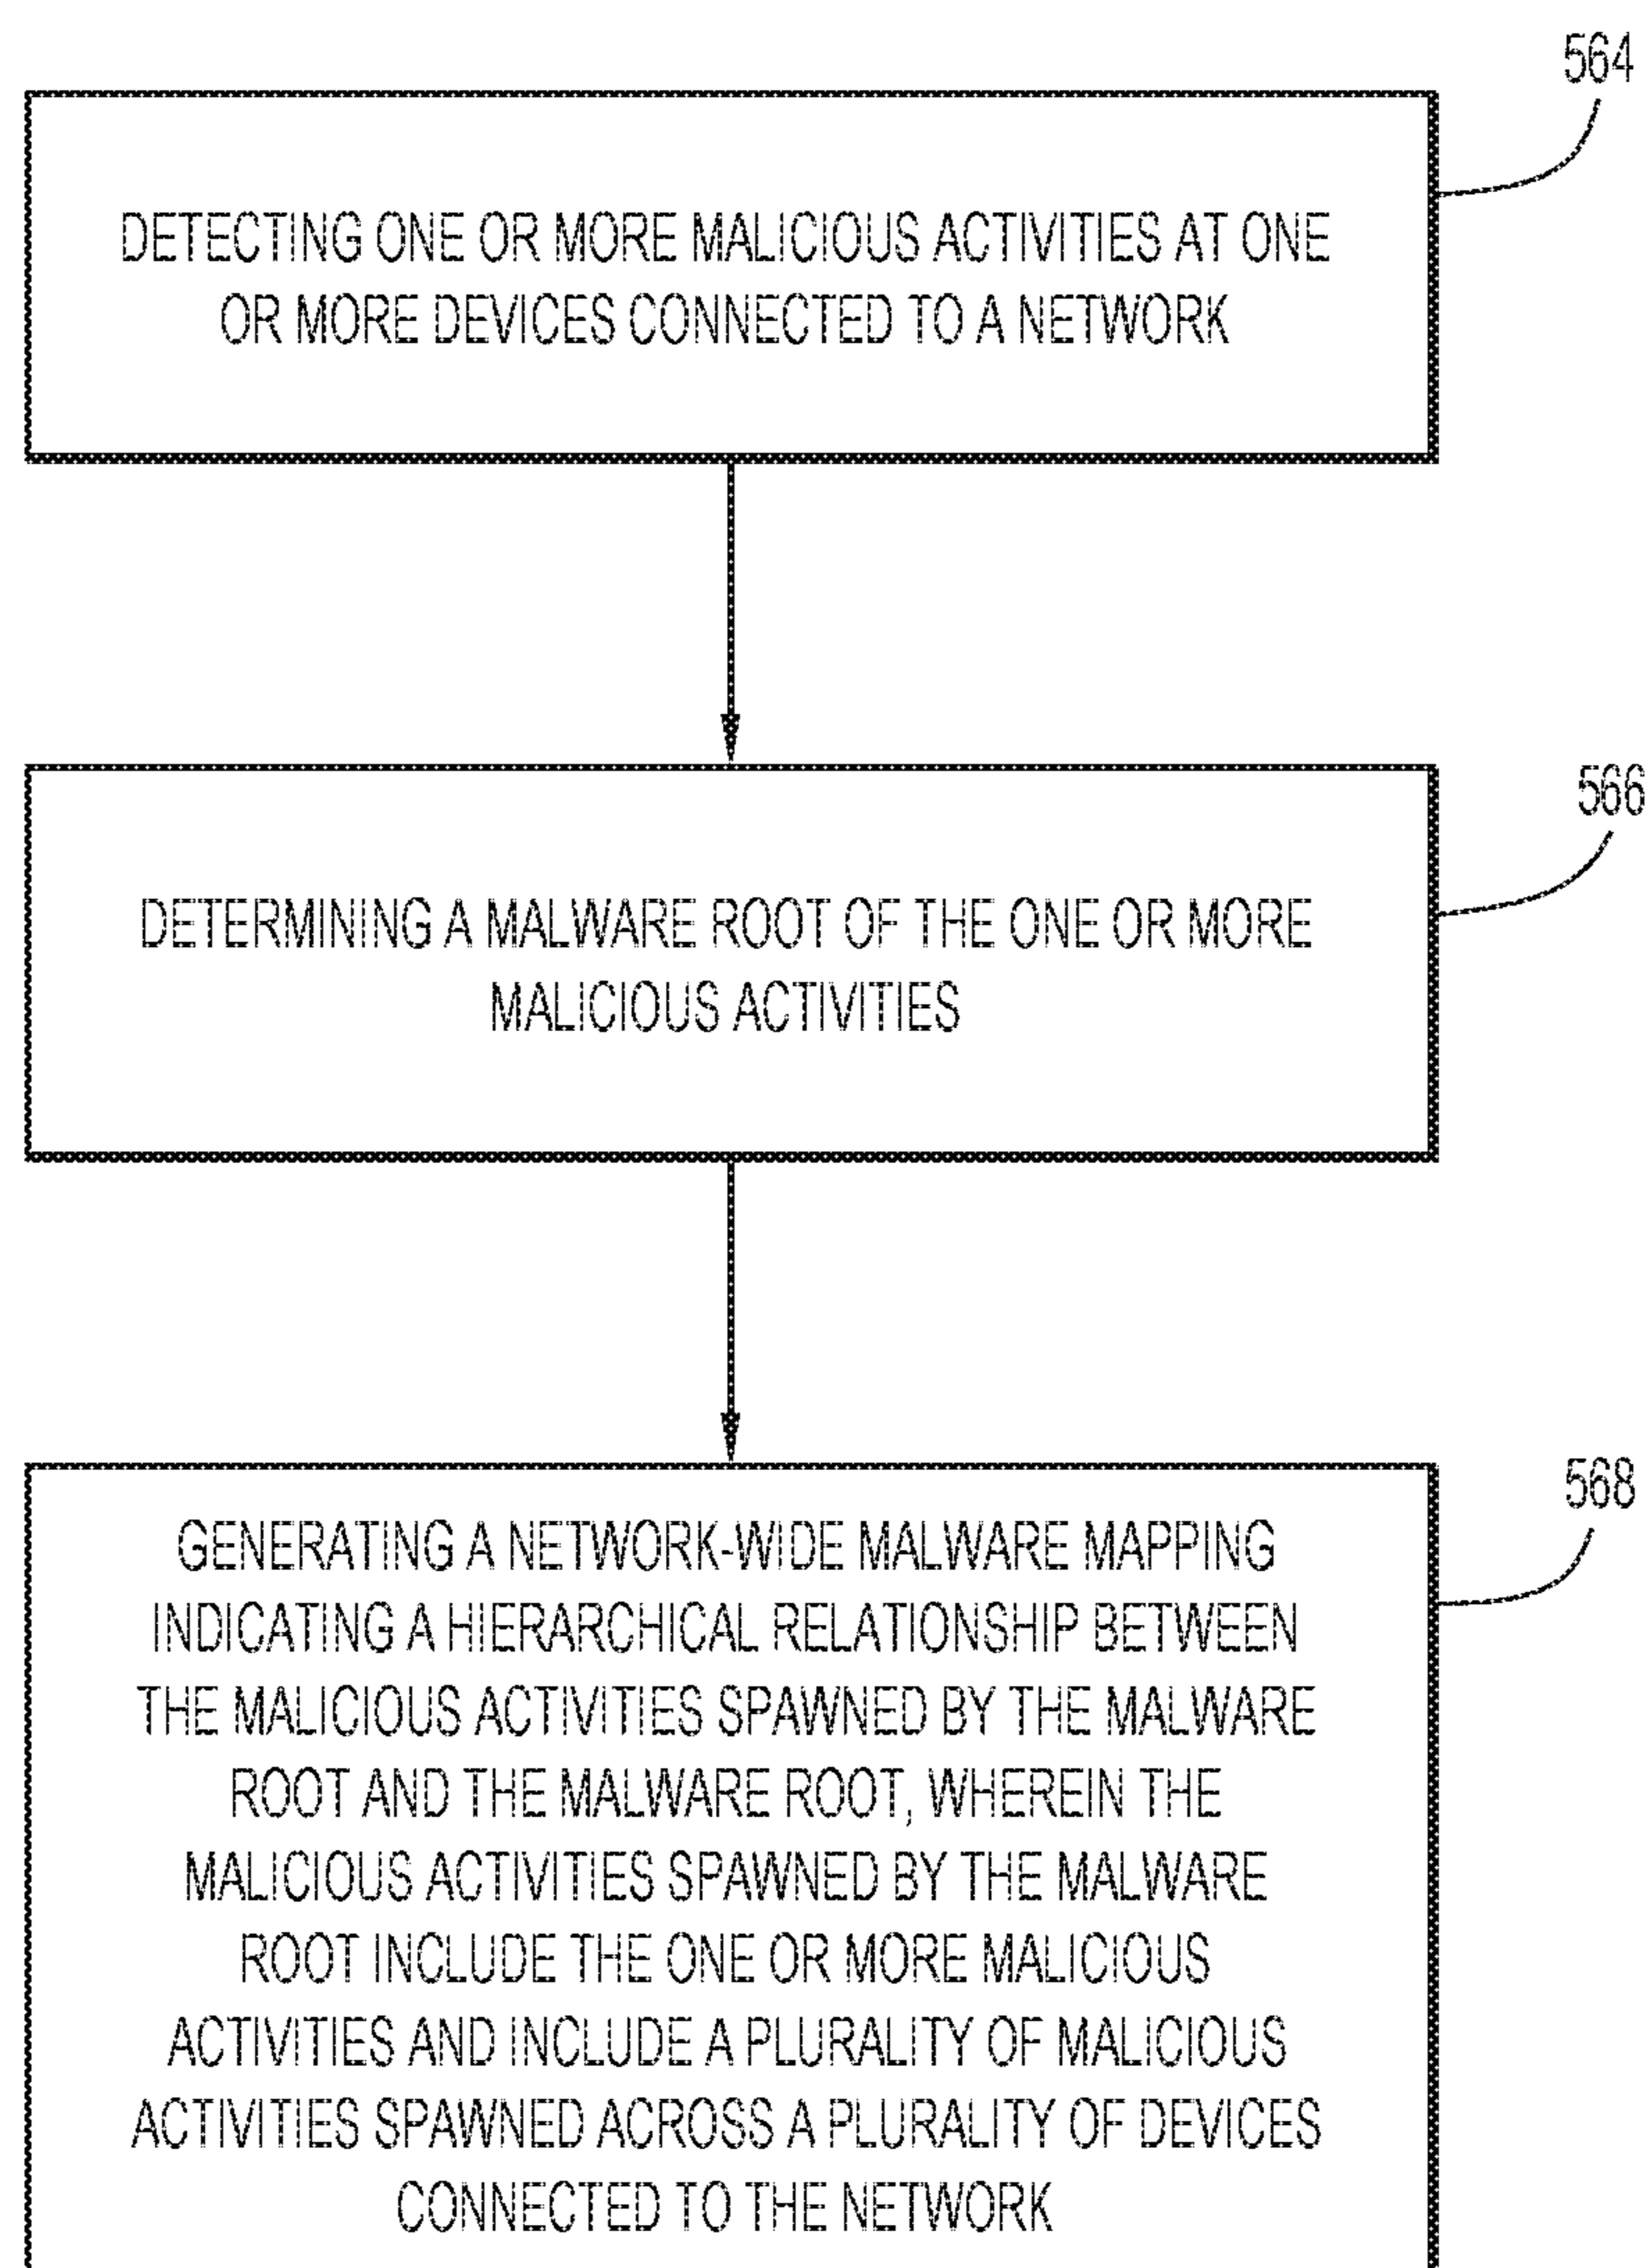 564
DETECTING ONE OR MORE MALICIOUS ACTIVITIES AT ONE
OR MORE DEVICES CONNECTED TO A NETWORK
566
DETERMINING A MALWARE ROOT OF THE ONE OR MORE
MALICIOUS ACTIVITIES
568
GENERATING A NETWORK-WIDE MALWARE MAPPING
INDICATING A HIERARCHICAL RELATIONSHIP BETWEEN
THE MALICIOUS ACTIVITIES SPAWNED BY THE MALWARE
ROOT AND THE MALWARE ROOT, WHEREIN THE
MALICIOUS ACTIVITIES SPAWNED BY THE MALWARE
ROOT INCLUDE THE ONE OR MORE MALICIOUS
ACTIVITIES AND INCLUDE A PLURALITY OF MALICIOUS
ACTIVITIES SPAWNED ACROSS A PLURALITY OF DEVICES
CONNECTED TO THE NETWORK